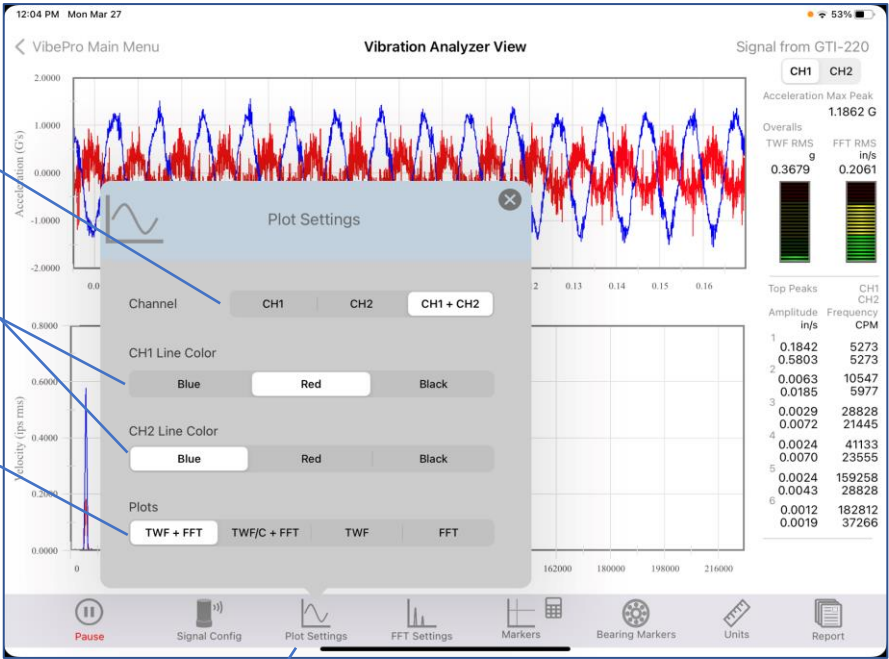 12:04 PM Mon Mar 27
53%
VibePro Main Menu
Vibration Analyzer View
Signal from GTI-220
CH1 CH2
Acceleration Max Peak
1.1862 G
Overalls
TWF RMS FFT RMS
g in/s
0.3679 0.2061
2.0000
1.0000
0.0000
-1.0000
-2.0000
Acceleration (G's)
0.0 2 0.13 0.14 0.15 0.16
Plot Settings
Channel CH1 CH2 CH1 + CH2
CH1 Line Color
Blue Red Black
CH2 Line Color
Blue Red Black
Plots
TWF + FFT TWF/C + FFT TWF FFT
0.8000
0.6000
0.4000
0.2000
0.0000
Velocity (ips rms)
0 162000 180000 198000 216000
Top Peaks CH1
CH2
Amplitude Frequency
in/s CPM
1
0.1842 5273
0.5803 5273
2
0.0063 10547
0.0185 5977
3
0.0029 28828
0.0072 21445
4
0.0024 41133
0.0070 23555
5
0.0024 159258
0.0043 28828
6
0.0012 182812
0.0019 37266
Pause
Signal Config
Plot Settings
FFT Settings
Markers
Bearing Markers
Units
Report